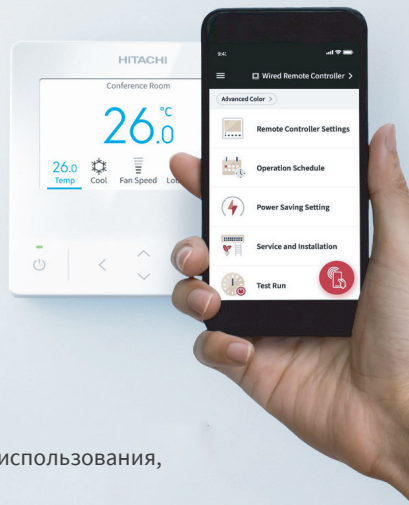 HITACHI
Conference Room
26.0 °C
26.0
Temp
Cool
Fan Speed
9:41
Wired Remote Controller >
Advanced Color >
Remote Controller Settings
Operation Schedule
Power Saving Setting
Service and Installation
Test Run
использования,